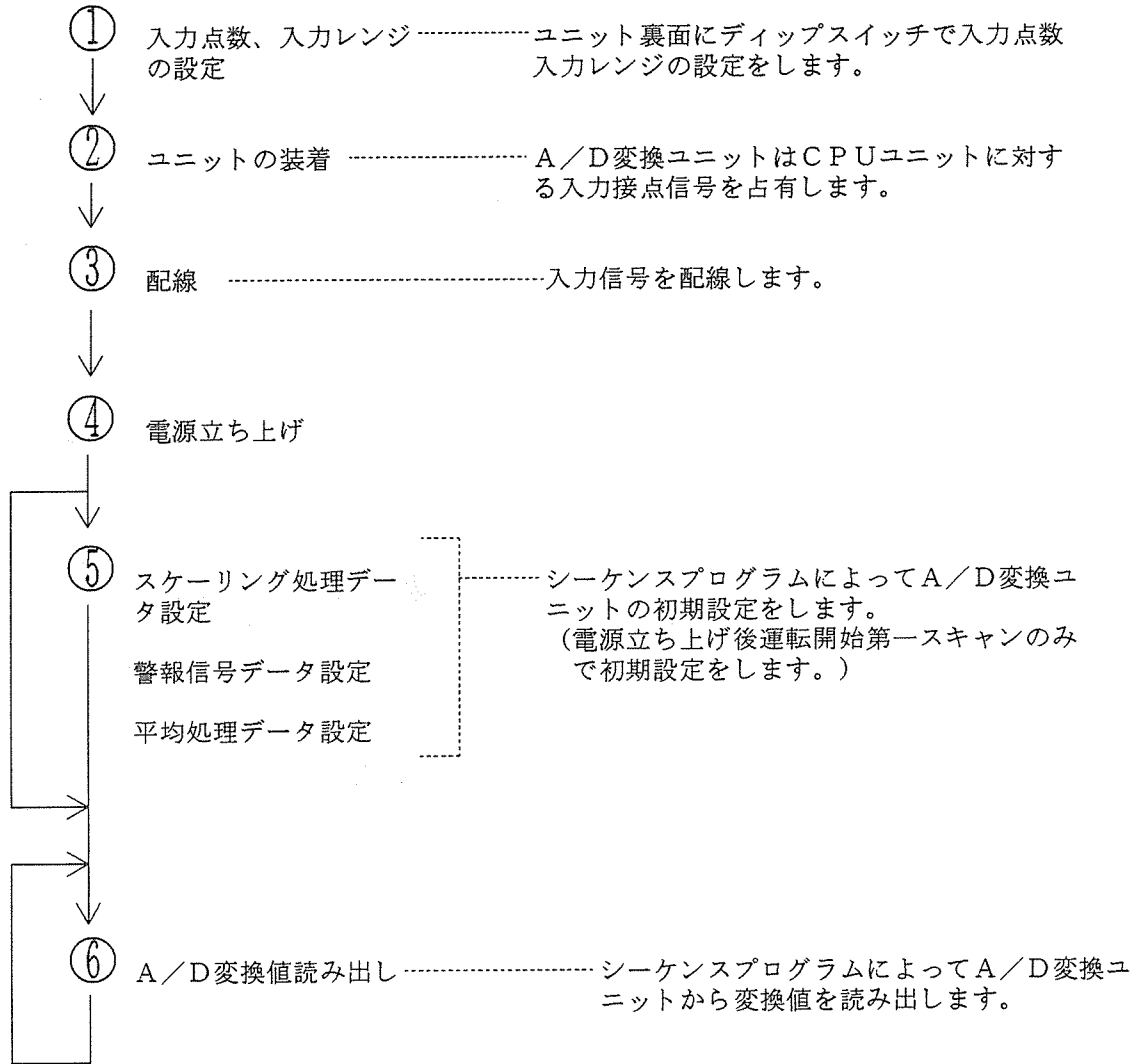 ① 入力点数、入力レンジ ユニット裏面にディップスイッチで入力点数
の設定 入力レンジの設定をします。
② ユニットの装着 A／D変換ユニットはCPUユニットに対す
る入力接点信号を占有します。
③ 配線 入力信号を配線します。
④ 電源立ち上げ
⑤ スケーリング処理デー シーケンスプログラムによってA／D変換ユ
タ設定 ニットの初期設定をします。
（電源立ち上げ後運転開始第一スキャンのみ
警報信号データ設定 で初期設定をします。）
平均処理データ設定
⑥ A／D変換値読み出し シーケンスプログラムによってA／D変換ユ
ニットから変換値を読み出します。